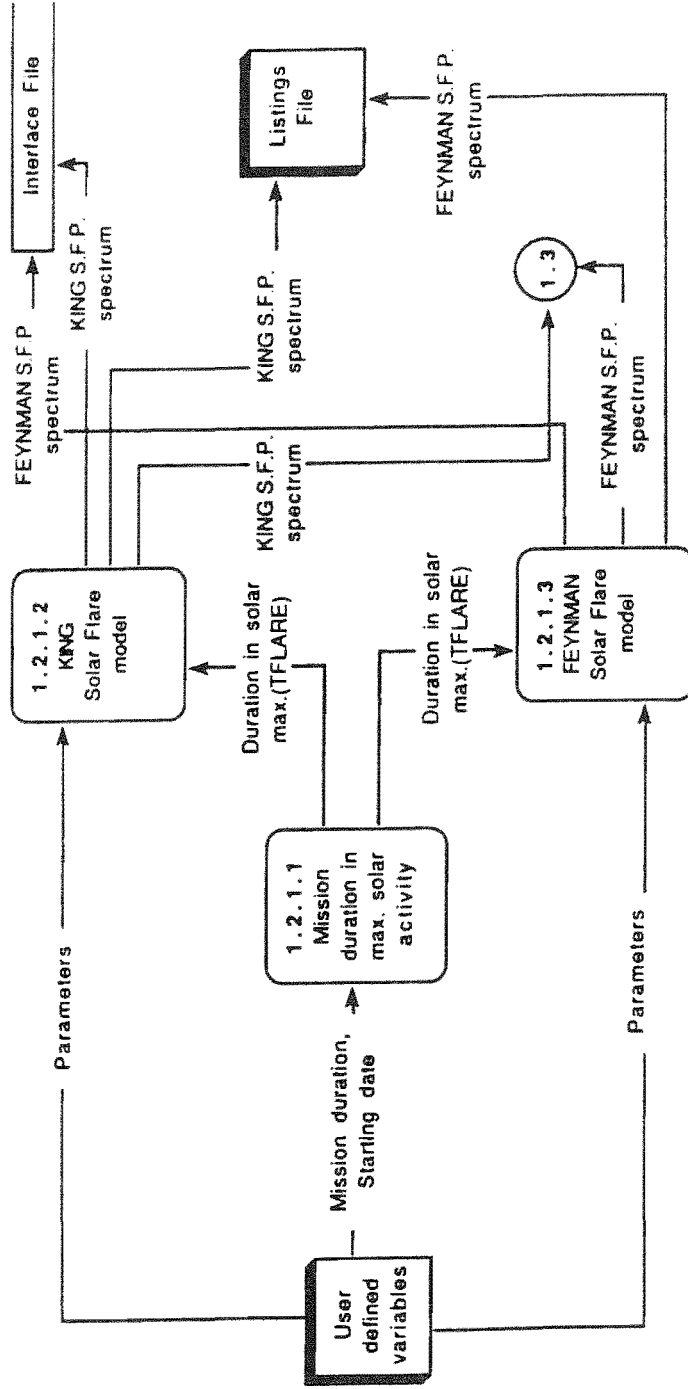 User
defined
variables
Parameters
Mission duration,
Starting date
Parameters
1.2.1.1
Mission
duration in
max. solar
activity
Duration in solar
max.(TFLARE)
Duration in solar
max.(TFLARE)
1.2.1.2
KING
Solar Flare
model
1.2.1.3
FEYNMAN
Solar Flare
model
FEYNMAN S.F.P
spectrum
KING S.F.P.
spectrum
KING S.F.P.
spectrum
KING S.F.P.
spectrum
FEYNMAN S.F.P.
spectrum
FEYNMAN S.F.P.
spectrum
1.3
Interface File
Listings
File